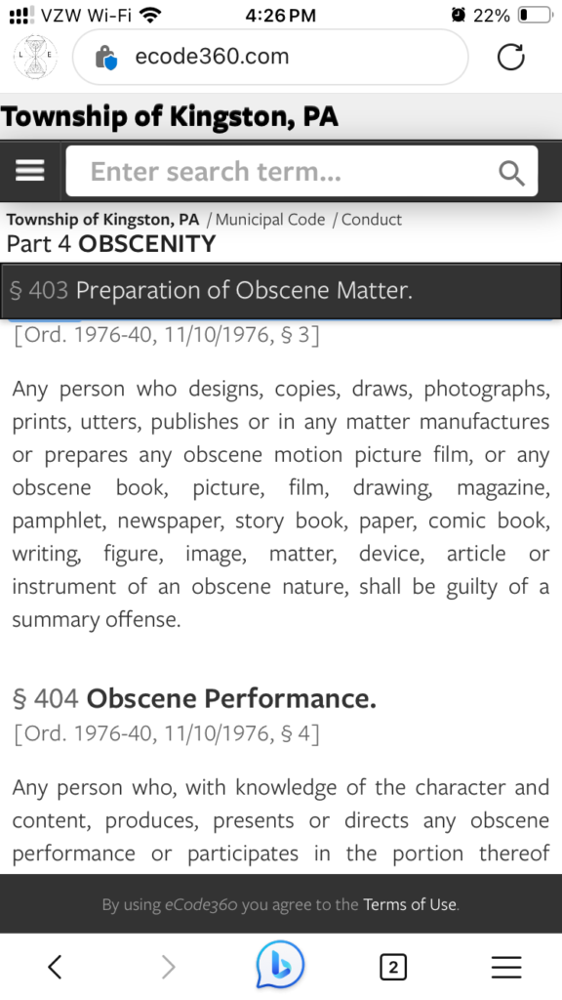 VZW Wi-Fi 4:26 PM 22%
L E ecode360.com
Township of Kingston, PA
Enter search term...
Township of Kingston, PA / Municipal Code / Conduct
Part 4 OBSCENITY
§ 403 Preparation of Obscene Matter.
[Ord. 1976-40, 11/10/1976, § 3]
Any person who designs, copies, draws, photographs,
prints, utters, publishes or in any matter manufactures
or prepares any obscene motion picture film, or any
obscene book, picture, film, drawing, magazine,
pamphlet, newspaper, story book, paper, comic book,
writing, figure, image, matter, device, article or
instrument of an obscene nature, shall be guilty of a
summary offense.
§ 404 Obscene Performance.
[Ord. 1976-40, 11/10/1976, § 4]
Any person who, with knowledge of the character and
content, produces, presents or directs any obscene
performance or participates in the portion thereof
By using eCode360 you agree to the Terms of Use.
2